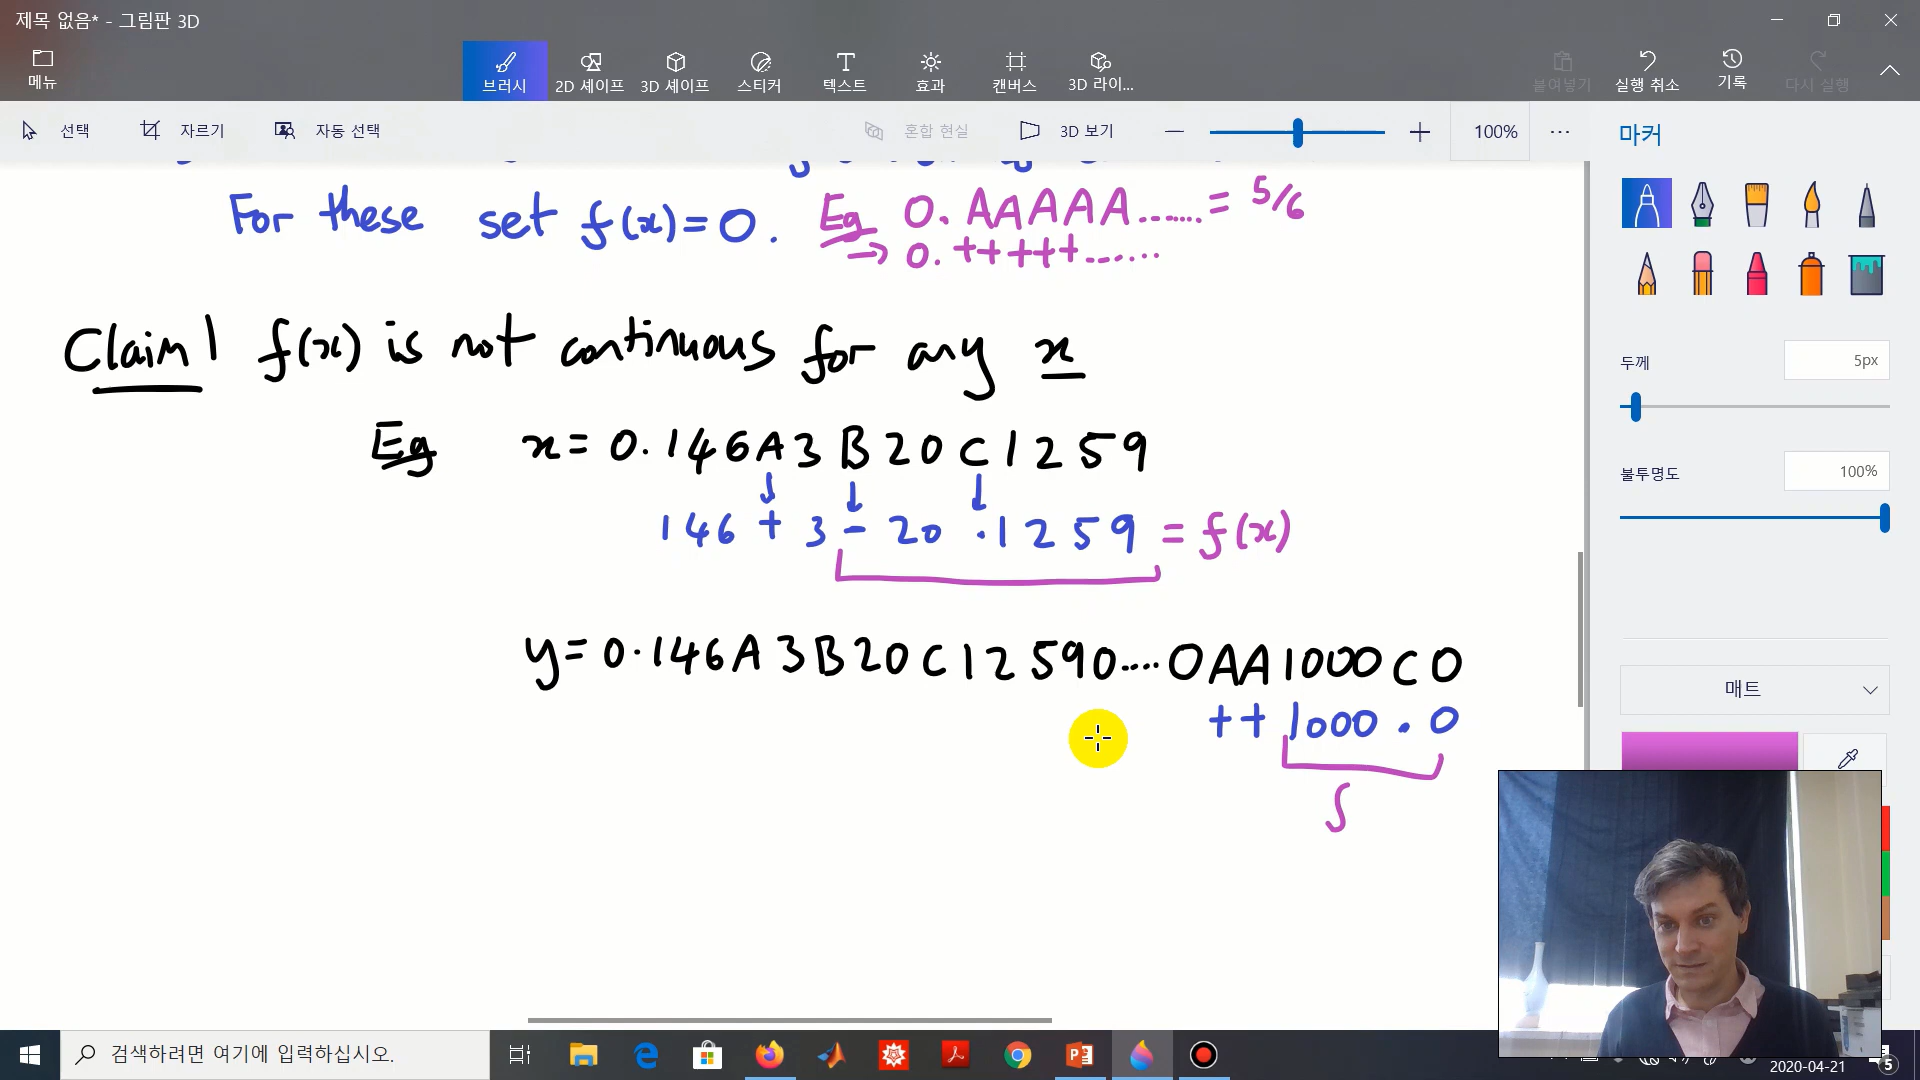 제목 없음* - 그림판 3D
메뉴
브러시 2D 셰이프 3D 셰이프 스티커 텍스트 효과 캔버스 3D 라이... 붙여넣기 실행 취소 기록 다시 실행
선택 자르기 자동 선택 혼합 현실 3D 보기 100% ...
마커
For these set f(x)=0. Eg 0.AAAAA....... = 5/6
→ 0.+++++.......
Claim 1 f(x) is not continuous for any x
두께 5px
Eg x=0.146A3B20C1259
불투명도 100%
146+3-20.1259 = f(x)
y=0.146A3B20C12590....0AA1000C0
매트
++1000.0
검색하려면 여기에 입력하십시오.
2020-04-21
5